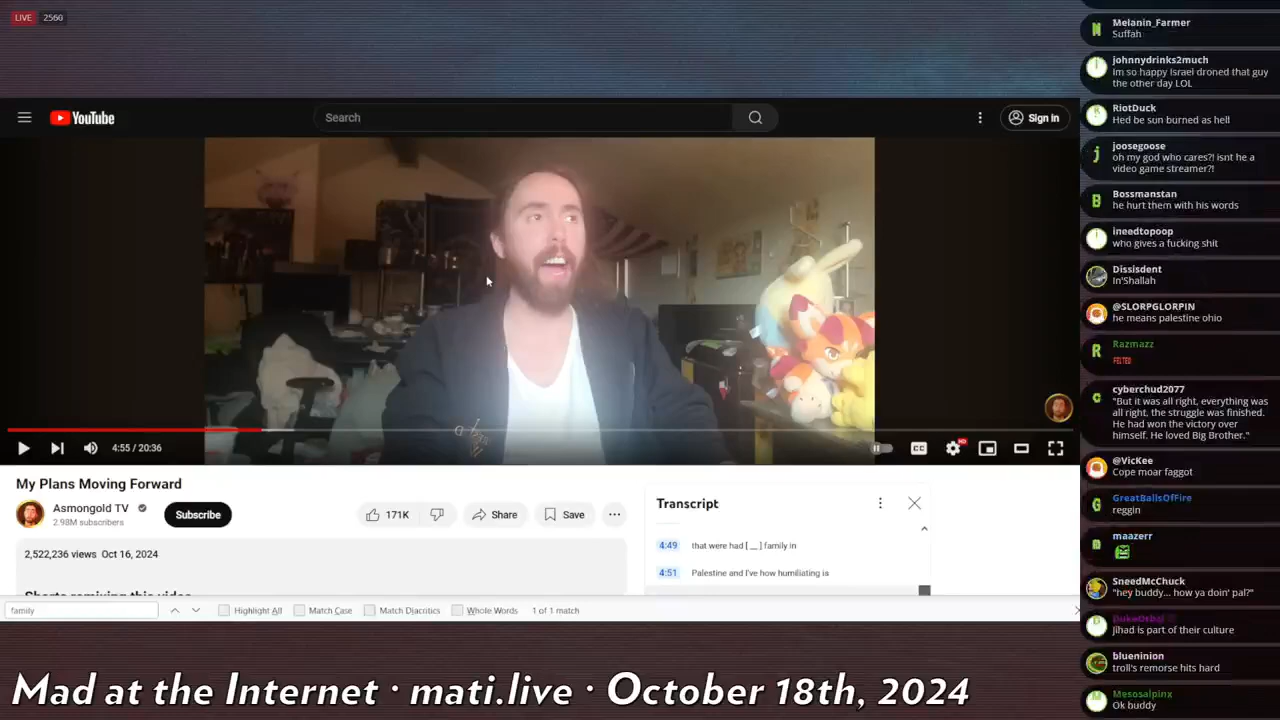 LIVE 2560
YouTube
Search
Sign in
4:55 / 20:36
CC
HD
My Plans Moving Forward
Asmongold TV
2.98M subscribers
Subscribe
171K
Share
Save
2,522,236 views Oct 16, 2024
Shorts remixing this video
Transcript
4:49 that were had [ __ ] family in
4:51 Palestine and I've how humiliating is
family
Highlight All
Match Case
Match Diacritics
Whole Words
1 of 1 match
Mad at the Internet · mati.live · October 18th, 2024
Melanin_Farmer
Suffah
johnnydrinks2much
Im so happy Israel droned that guy
the other day LOL
RiotDuck
Hed be sun burned as hell
joosegoose
oh my god who cares?! isnt he a
video game streamer?!
Bossmanstan
he hurt them with his words
ineedtopoop
who gives a fucking shit
Dissisdent
In'Shallah
@SLORPGLORPIN
he means palestine ohio
Razmazz
cyberchud2077
"But it was all right, everything was
all right, the struggle was finished.
He had won the victory over
himself. He loved Big Brother."
@VicKee
Cope moar faggot
GreatBallsOfFire
reggin
maazerr
SneedMcChuck
"hey buddy... how ya doin' pal?"
Jihad is part of their culture
blueninion
troll's remorse hits hard
Mesosalpinx
Ok buddy